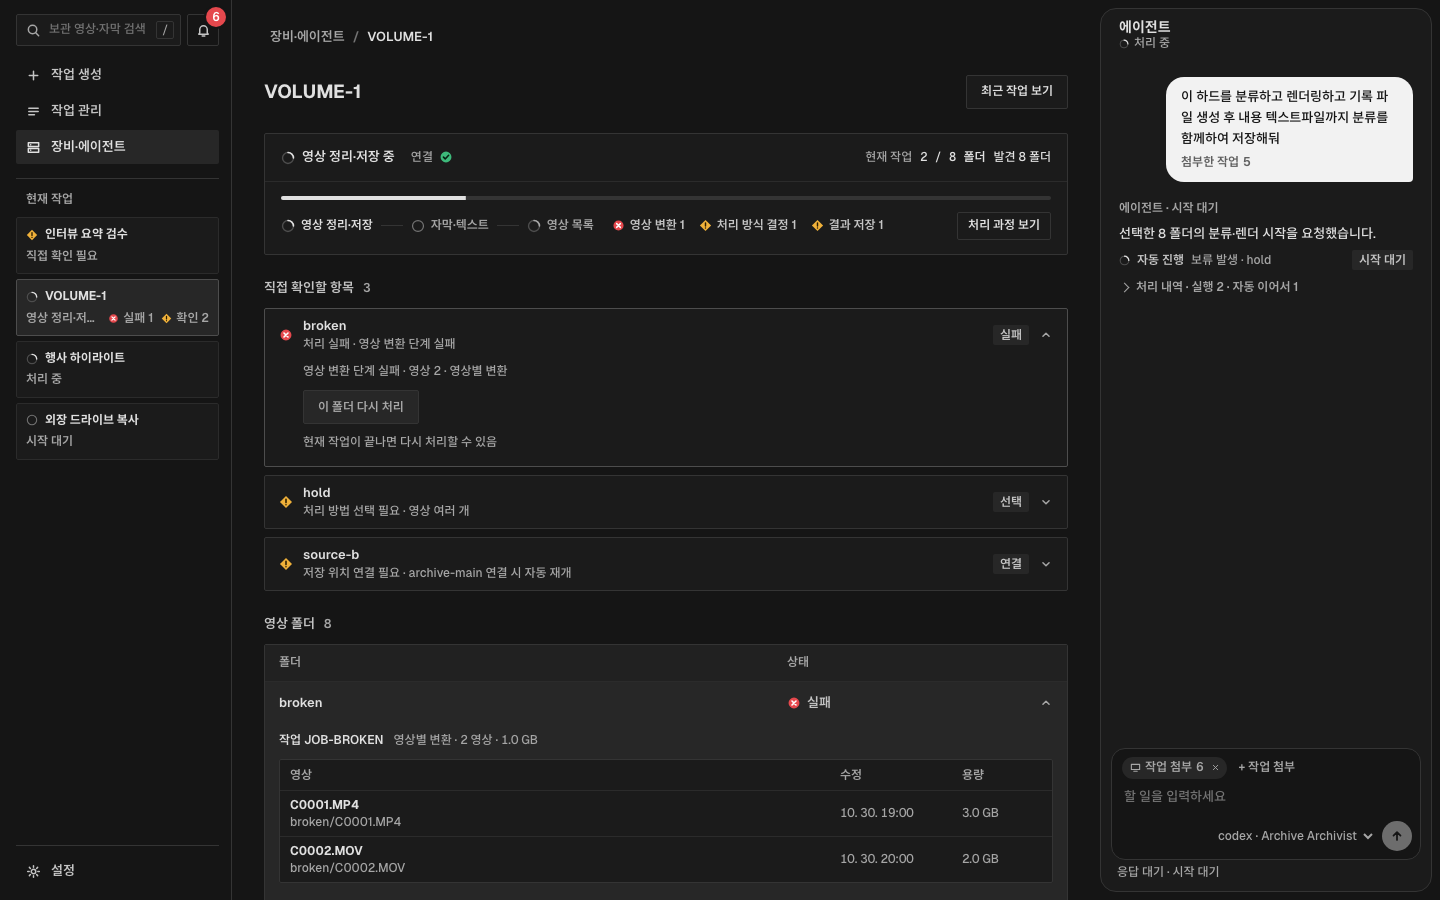 보관 영상·자막 검색 /
6
작업 생성
작업 관리
장비·에이전트
현재 작업
인터뷰 요약 검수
직접 확인 필요
VOLUME-1
영상 정리·저... 실패 1 확인 2
행사 하이라이트
처리 중
외장 드라이브 복사
시작 대기
설정
장비·에이전트 / VOLUME-1
VOLUME-1
최근 작업 보기
영상 정리·저장 중 연결
현재 작업 2 / 8 폴더 발견 8 폴더
영상 정리·저장 자막·텍스트 영상 목록 영상 변환 1 처리 방식 결정 1 결과 저장 1
처리 과정 보기
직접 확인할 항목 3
broken
처리 실패 · 영상 변환 단계 실패
실패
영상 변환 단계 실패 · 영상 2 · 영상별 변환
이 폴더 다시 처리
현재 작업이 끝나면 다시 처리할 수 있음
hold
처리 방법 선택 필요 · 영상 여러 개
선택
source-b
저장 위치 연결 필요 · archive-main 연결 시 자동 재개
연결
영상 폴더 8
폴더 상태
broken 실패
작업 JOB-BROKEN 영상별 변환 · 2 영상 · 1.0 GB
영상 수정 용량
C0001.MP4
broken/C0001.MP4
10. 30. 19:00 3.0 GB
C0002.MOV
broken/C0002.MOV
10. 30. 20:00 2.0 GB
에이전트
처리 중
이 하드를 분류하고 렌더링하고 기록 파
일 생성 후 내용 텍스트파일까지 분류를
함께하여 저장해둬
첨부한 작업 5
에이전트 · 시작 대기
선택한 8 폴더의 분류·렌더 시작을 요청했습니다.
자동 진행 보류 발생 · hold 시작 대기
처리 내역 · 실행 2 · 자동 이어서 1
작업 첨부 6 × + 작업 첨부
할 일을 입력하세요
codex · Archive Archivist
응답 대기 · 시작 대기